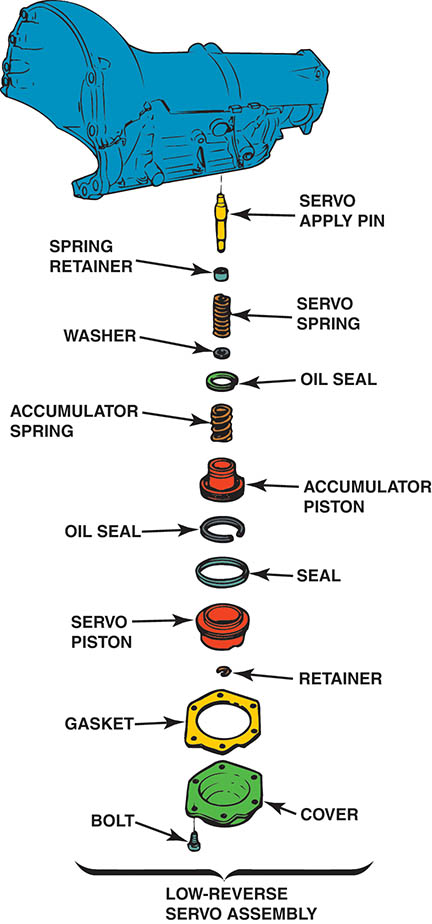 SERVO
APPLY PIN
SPRING
RETAINER
SERVO
SPRING
WASHER
OIL SEAL
ACCUMULATOR
SPRING
ACCUMULATOR
PISTON
OIL SEAL
SEAL
SERVO
PISTON
RETAINER
GASKET
COVER
BOLT
LOW-REVERSE
SERVO ASSEMBLY